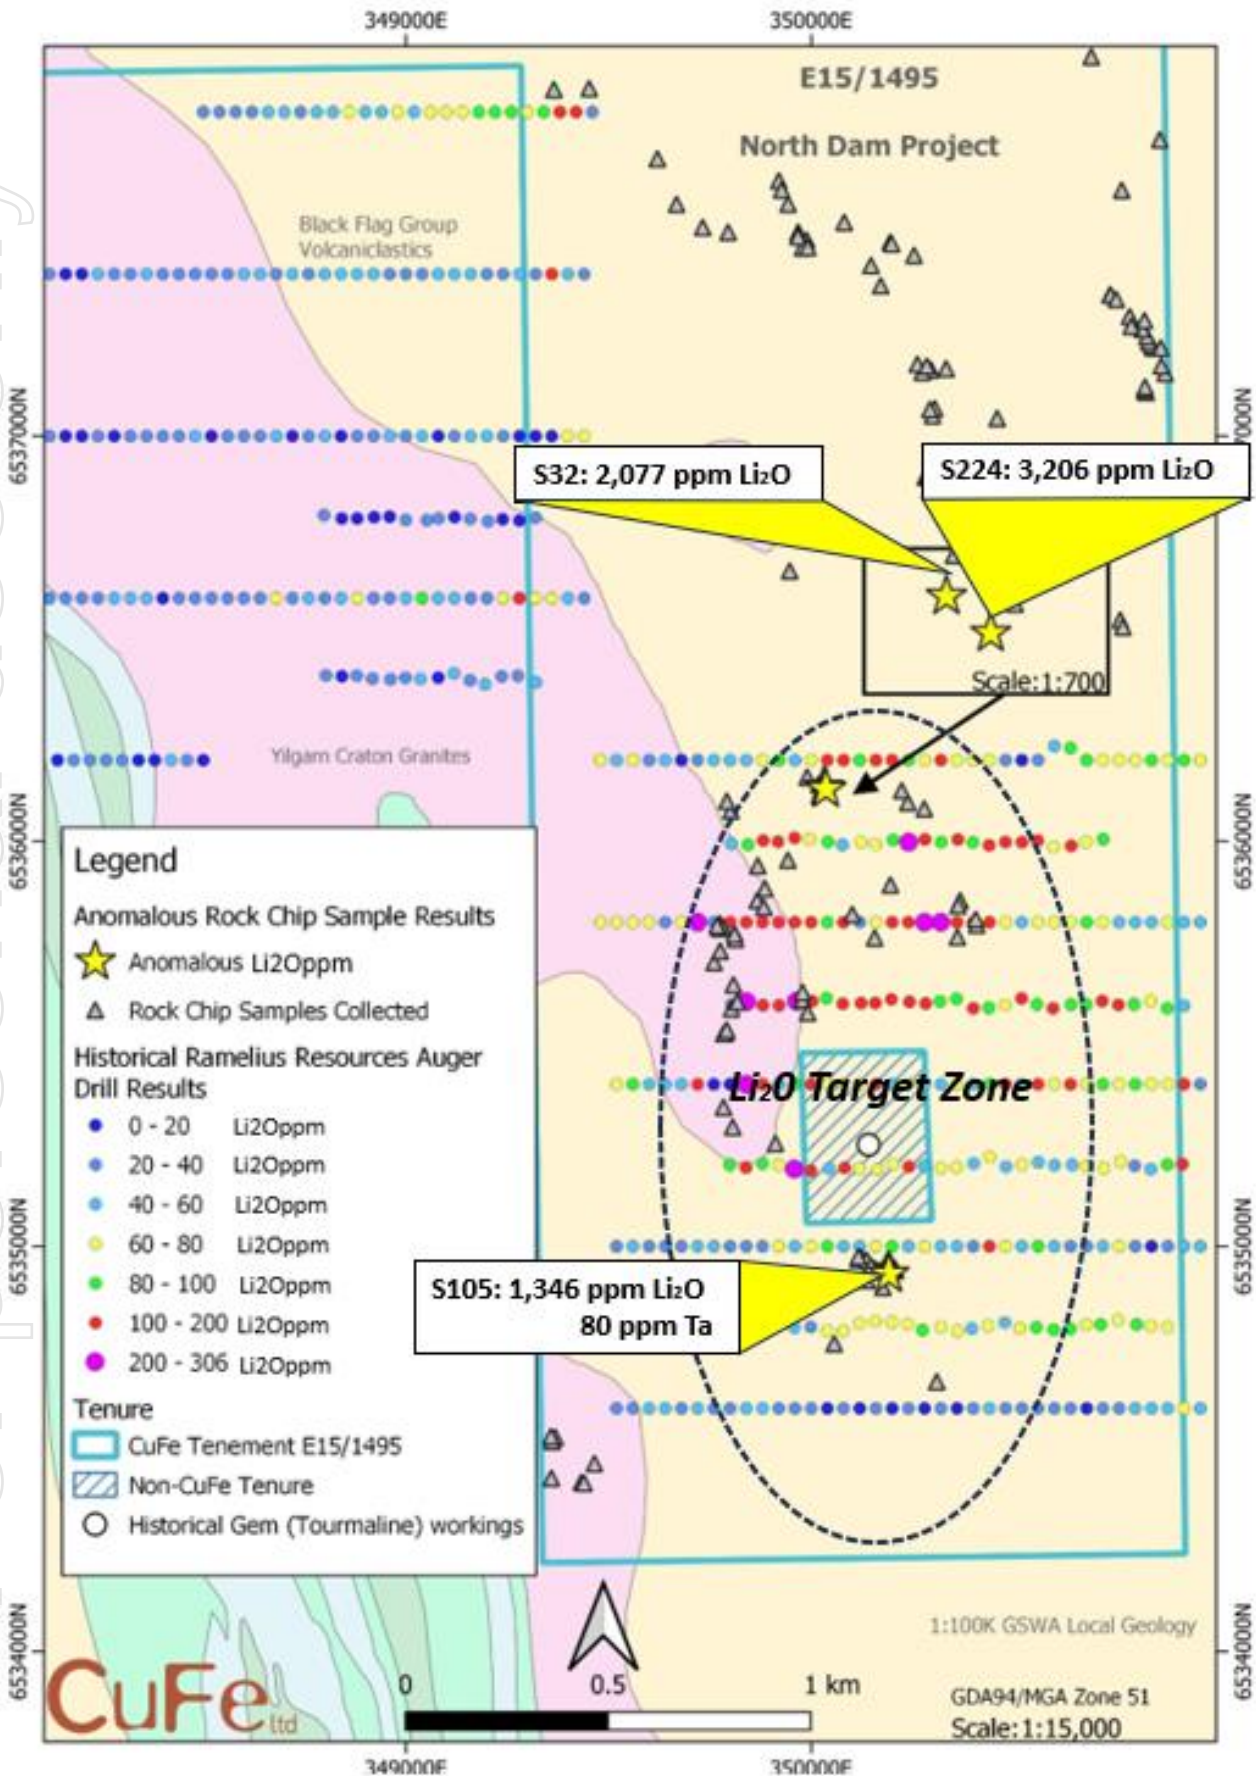 349000E
350000E
E15/1495
North Dam Project
Black Flag Group
Volcaniclastics
6537000N
7000N
S32: 2,077 ppm Li2O
S224: 3,206 ppm Li2O
Scale:1:700
Yilgarn Craton Granites
6536000N
6536000N
Legend
Anomalous Rock Chip Sample Results
Anomalous Li2Oppm
Rock Chip Samples Collected
Historical Ramelius Resources Auger
Drill Results
0 - 20 Li2Oppm
20 - 40 Li2Oppm
40 - 60 Li2Oppm
60 - 80 Li2Oppm
80 - 100 Li2Oppm
100 - 200 Li2Oppm
200 - 306 Li2Oppm
Tenure
CuFe Tenement E15/1495
Non-CuFe Tenure
Historical Gem (Tourmaline) workings
Li20 Target Zone
6535000N
6535000N
S105: 1,346 ppm Li2O
80 ppm Ta
6534000N
6534000N
1:100K GSWA Local Geology
CuFe ltd
0 0.5 1 km
GDA94/MGA Zone 51
Scale:1:15,000
349000E
350000E